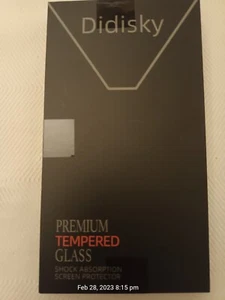 Didisky
PREMIUM
TEMPERED
GLASS
SHOCK ABSORPTION
SCREEN PROTECTOR
Feb 28, 2023 8:15 pm